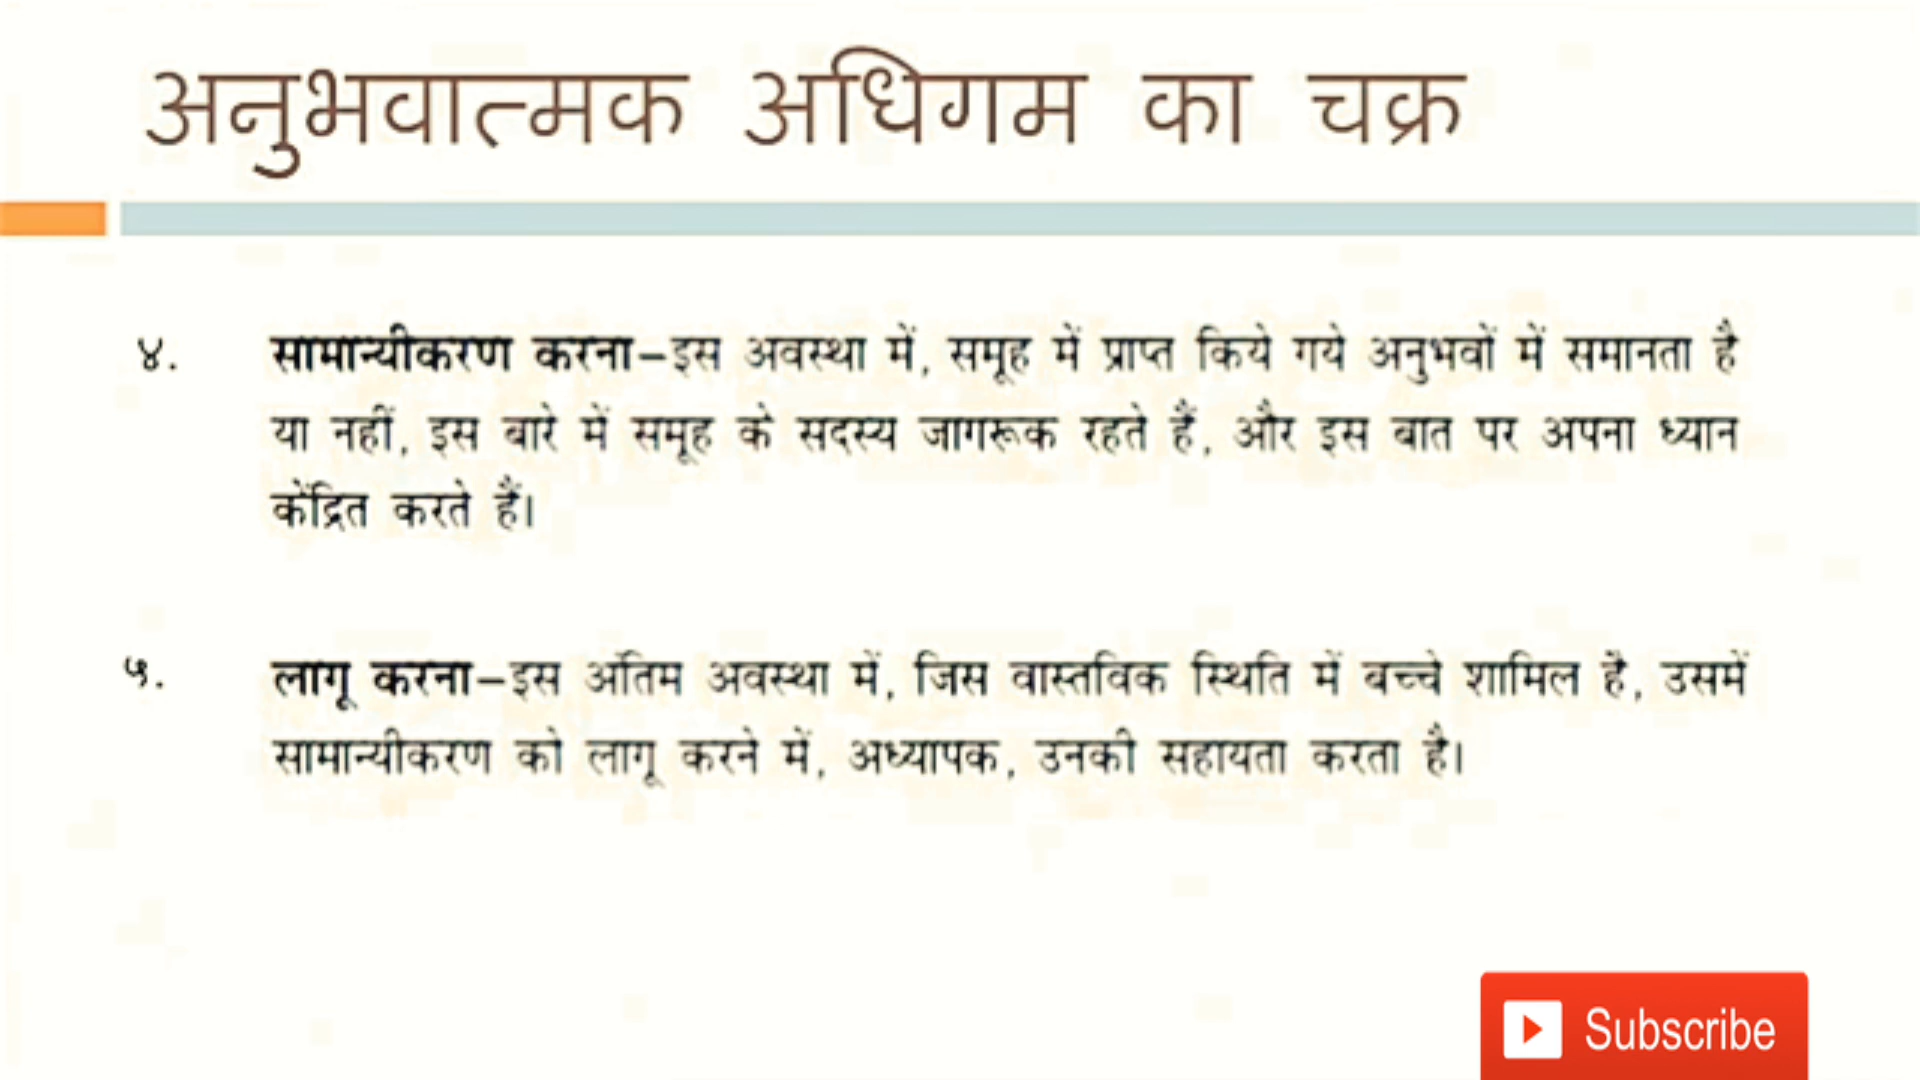 अनुभवात्मक अधिगम का चक्र
४. सामान्यीकरण करना–इस अवस्था में, समूह में प्राप्त किये गये अनुभवों में समानता है
या नहीं, इस बारे में समूह के सदस्य जागरूक रहते हैं, और इस बात पर अपना ध्यान
केंद्रित करते हैं।
५. लागू करना–इस अंतिम अवस्था में, जिस वास्तविक स्थिति में बच्चे शामिल है, उसमें
सामान्यीकरण को लागू करने में, अध्यापक, उनकी सहायता करता है।
Subscribe